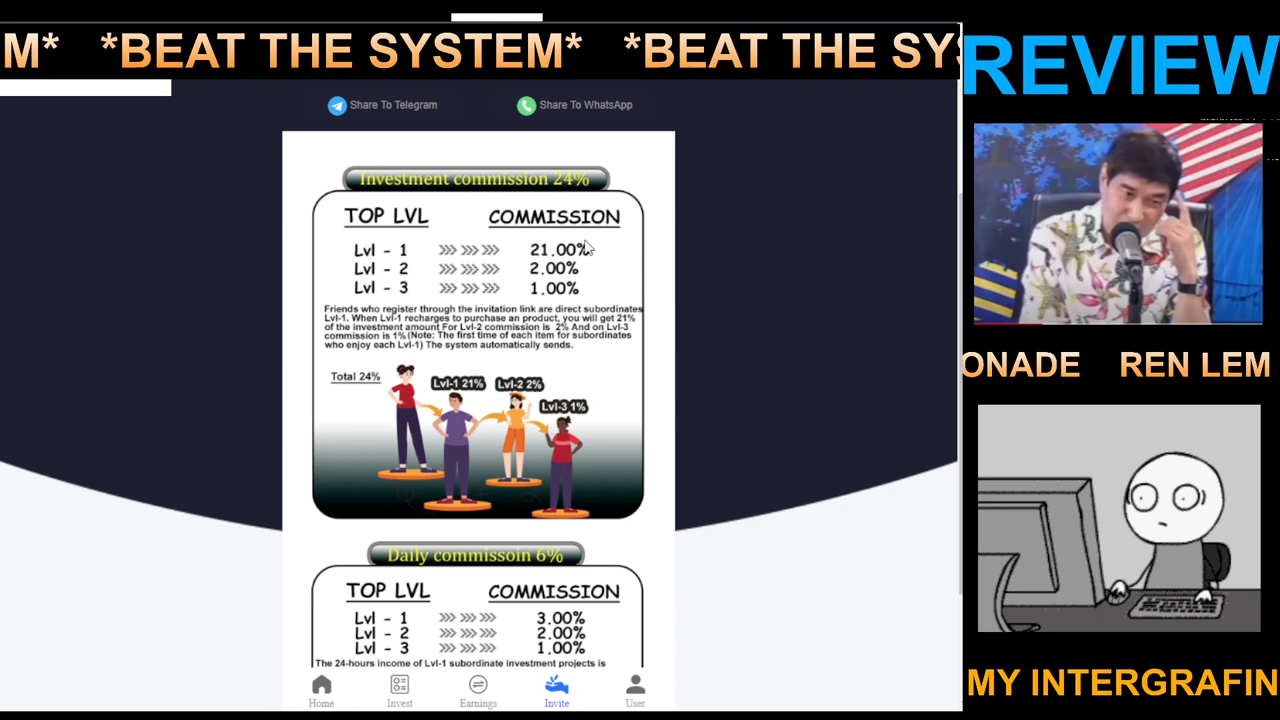 M* *BEAT THE SYSTEM* *BEAT THE SYS
REVIEW
Share To Telegram
Share To WhatsApp
Investment commission 24%
TOP LVL COMMISSION
Lvl - 1 >>> >>> >>> 21.00%
Lvl - 2 >>> >>> >>> 2.00%
Lvl - 3 >>> >>> >>> 1.00%
Friends who register through the invitation link are direct subordinates
Lvl-1. When Lvl-1 recharges to purchase an product, you will get 21%
of the investment amount For Lvl-2 commission is 2% And on Lvl-3
commission is 1% (Note: The first time of each item for subordinates
who enjoy each Lvl-1) The system automatically sends.
Total 24%
Lvl-1 21%
Lvl-2 2%
Lvl-3 1%
Daily commissoin 6%
TOP LVL COMMISSION
Lvl - 1 >>> >>> >>> 3.00%
Lvl - 2 >>> >>> >>> 2.00%
Lvl - 3 >>> >>> >>> 1.00%
The 24-hours income of Lvl-1 subordinate investment projects is
Home
Invest
Earnings
Invite
User
ONADE REN LEM
MY INTERGRAFIN